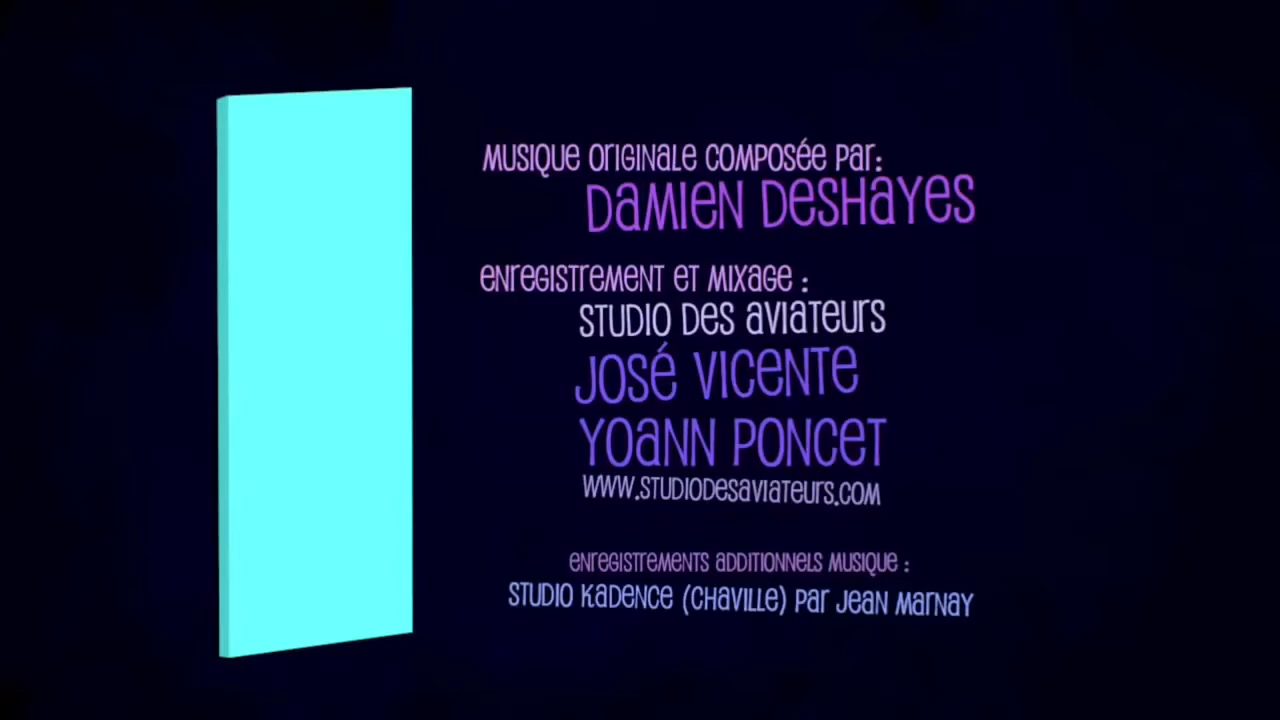 MUSIQUE ORIGINALE COMPOSÉE PAR:
DAMIEN DESHAYES
ENREGISTREMENT ET MIXAGE :
STUDIO DES AVIATEURS
JOSÉ VICENTE
YOANN PONCET
WWW.STUDIODESAVIATEURS.COM
ENREGISTREMENTS ADDITIONNELS MUSIQUE :
STUDIO KADENCE (CHAVILLE) PAR JEAN MARNAY